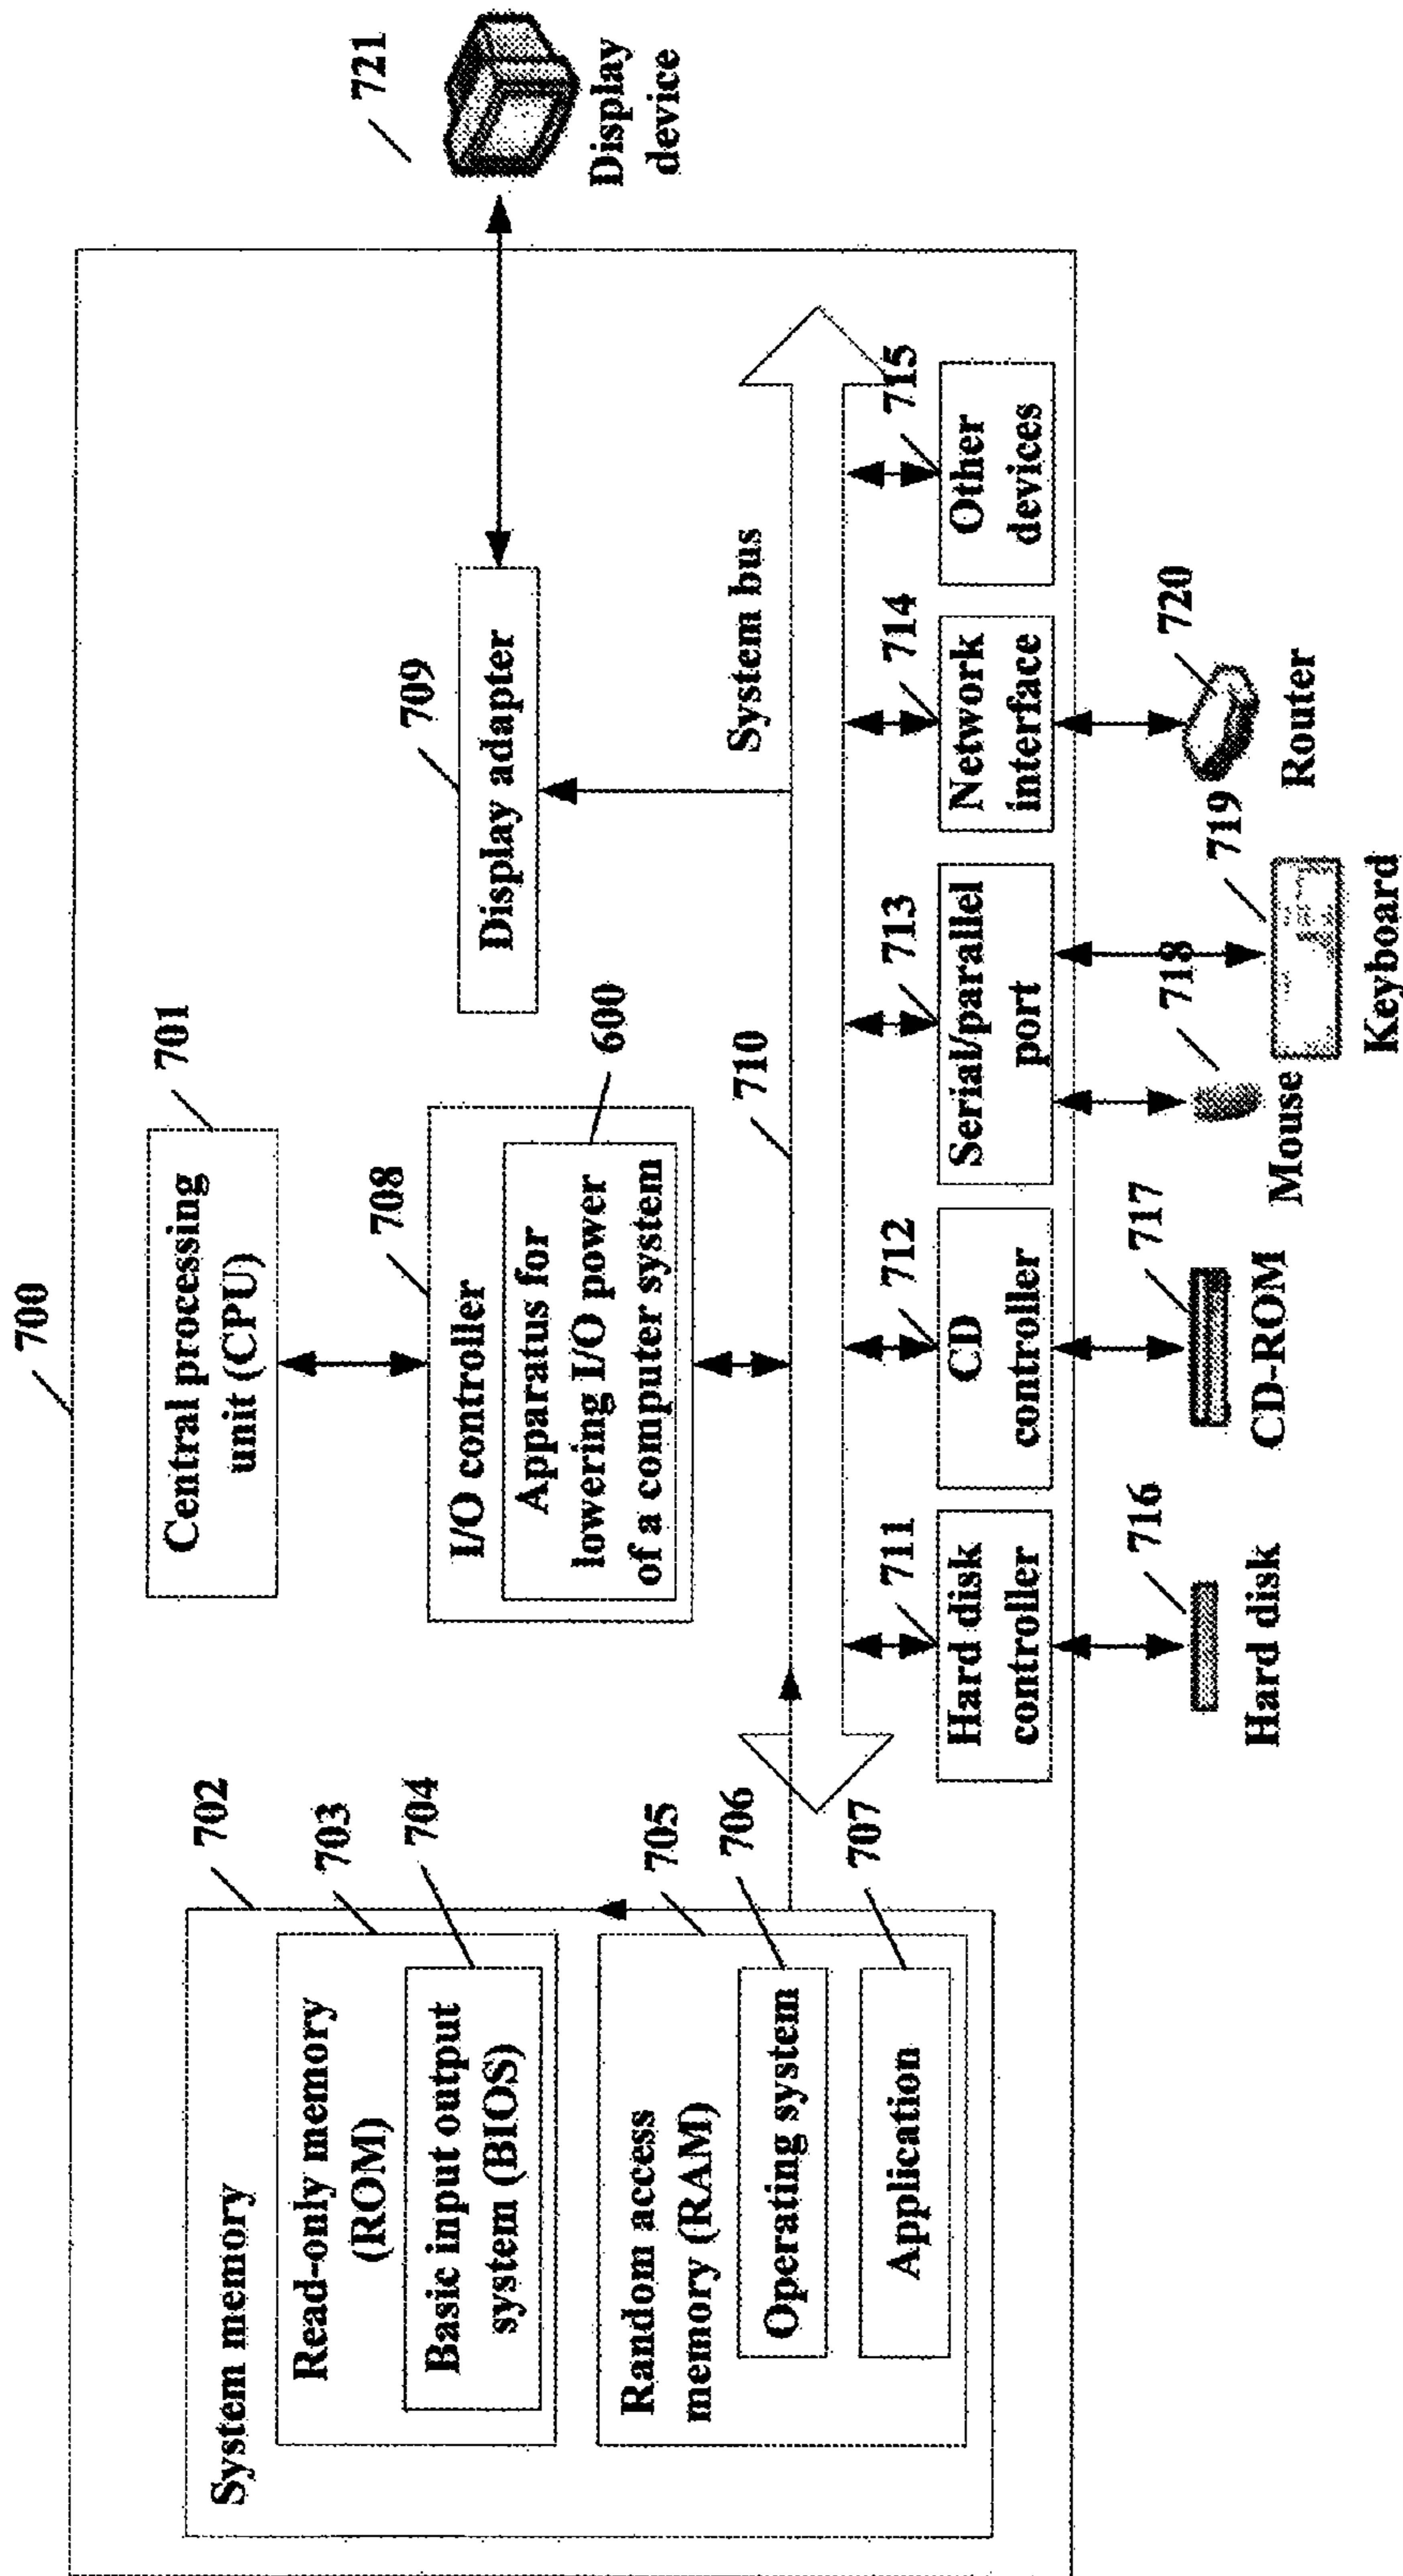 700
System memory
702
Read-only memory
(ROM)
703
Basic input output
system (BIOS)
704
Random access
memory (RAM)
705
Operating system
706
Application
707
Central processing
unit (CPU)
701
I/O controller
708
Apparatus for
lowering I/O power
of a computer system
600
Display adapter
709
721
Display
device
710
System bus
711
712
713
714
715
Hard disk
controller
CD
controller
Serial/parallel
port
Network
interface
Other
devices
716
717
718
719
720
Hard disk
CD-ROM
Mouse
Keyboard
Router